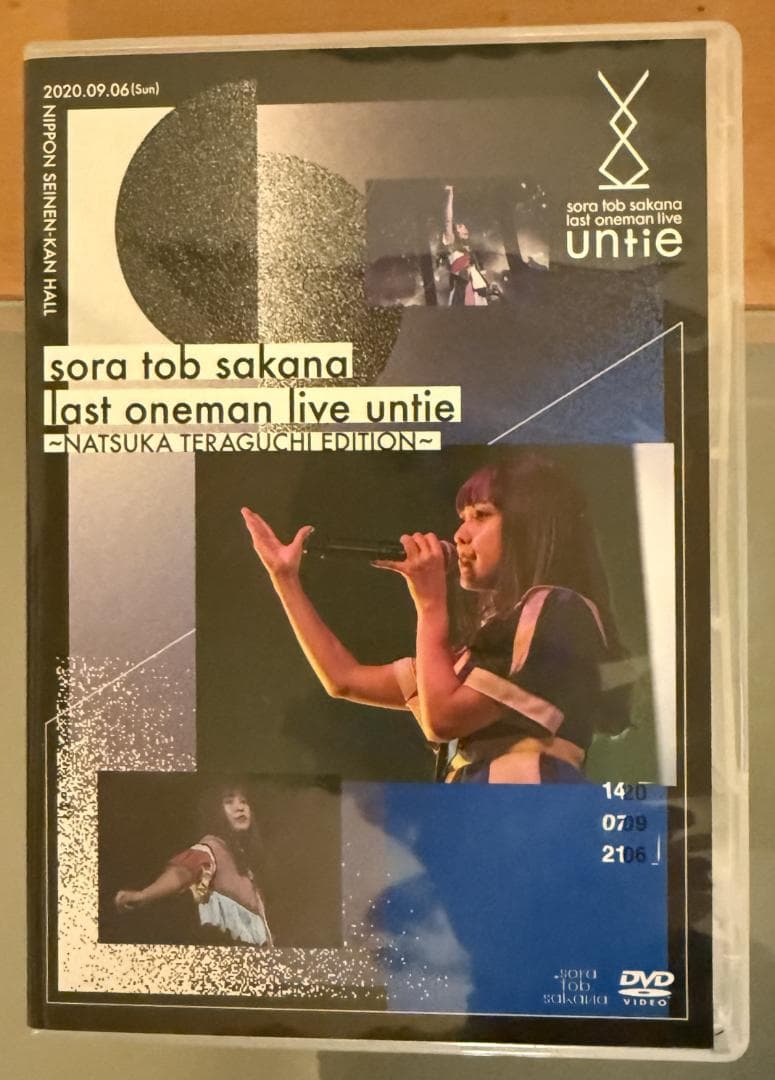 2020.09.06(Sun)
NIPPON SEINEN-KAN HALL
sora tob sakana
last oneman live
untie
sora tob sakana
last oneman live untie
~NATSUKA TERAGUCHI EDITION~
1420
0709
2106
sora
tob
sakana
DVD
VIDEO